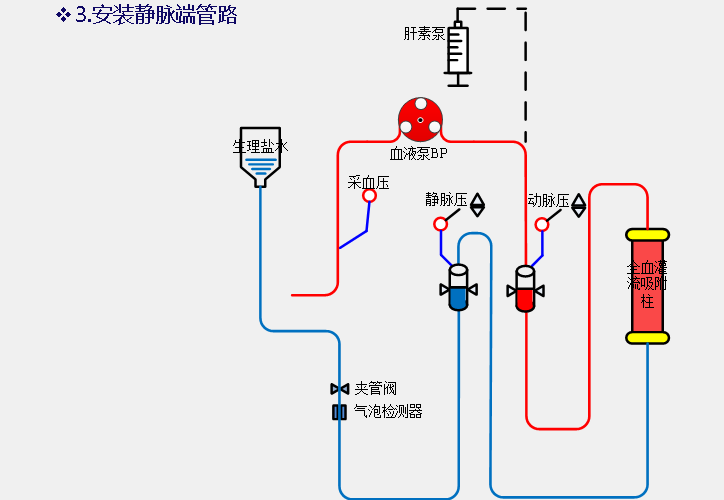 ❖ 3.安装静脉端管路
肝素泵
生理盐水
血液泵BP
采血压
静脉压
动脉压
全血灌
流吸附
柱
夹管阀
气泡检测器